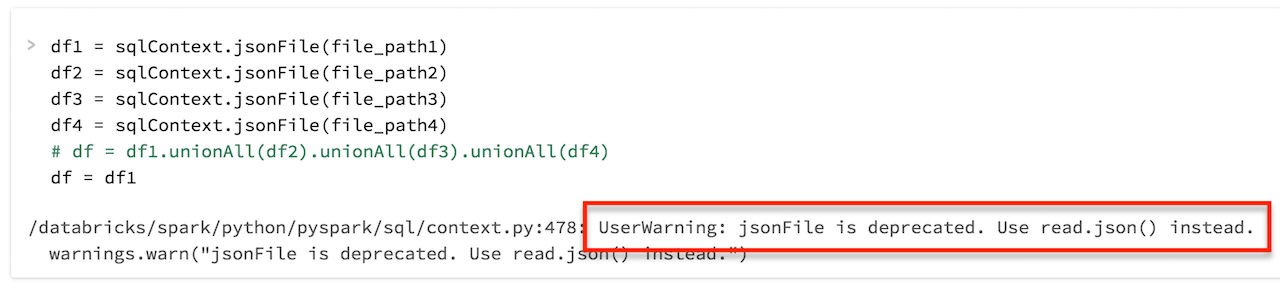 > df1 = sqlContext.jsonFile(file_path1)
df2 = sqlContext.jsonFile(file_path2)
df3 = sqlContext.jsonFile(file_path3)
df4 = sqlContext.jsonFile(file_path4)
# df = df1.unionAll(df2).unionAll(df3).unionAll(df4)
df = df1
/databricks/spark/python/pyspark/sql/context.py:478: UserWarning: jsonFile is deprecated. Use read.json() instead.
warnings.warn("jsonFile is deprecated. Use read.json() instead.")